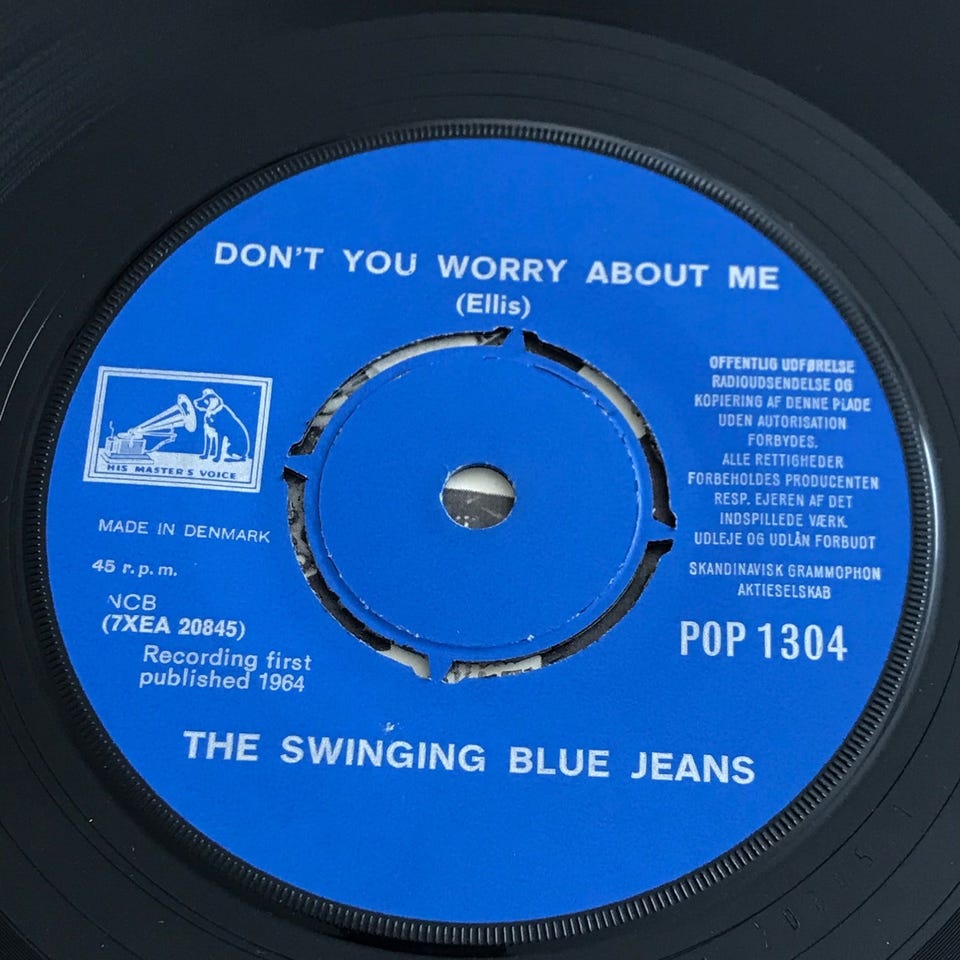 DON'T YOU WORRY ABOUT ME
(Ellis)
HIS MASTER'S VOICE
MADE IN DENMARK
45 r.p.m.
NCB
(7XEA 20845)
Recording first
published 1964
OFFENTLIG UDFØRELSE
RADIOUDSENDELSE OG
KOPIERING AF DENNE PLADE
UDEN AUTORISATION
FORBYDES.
ALLE RETTIGHEDER
FORBEHOLDES PRODUCENTEN
RESP. EJEREN AF DET
INDSPILLEDE VÆRK.
UDLEJE OG UDLÅN FORBUDT
SKANDINAVISK GRAMMOPHON
AKTIESELSKAB
POP 1304
THE SWINGING BLUE JEANS